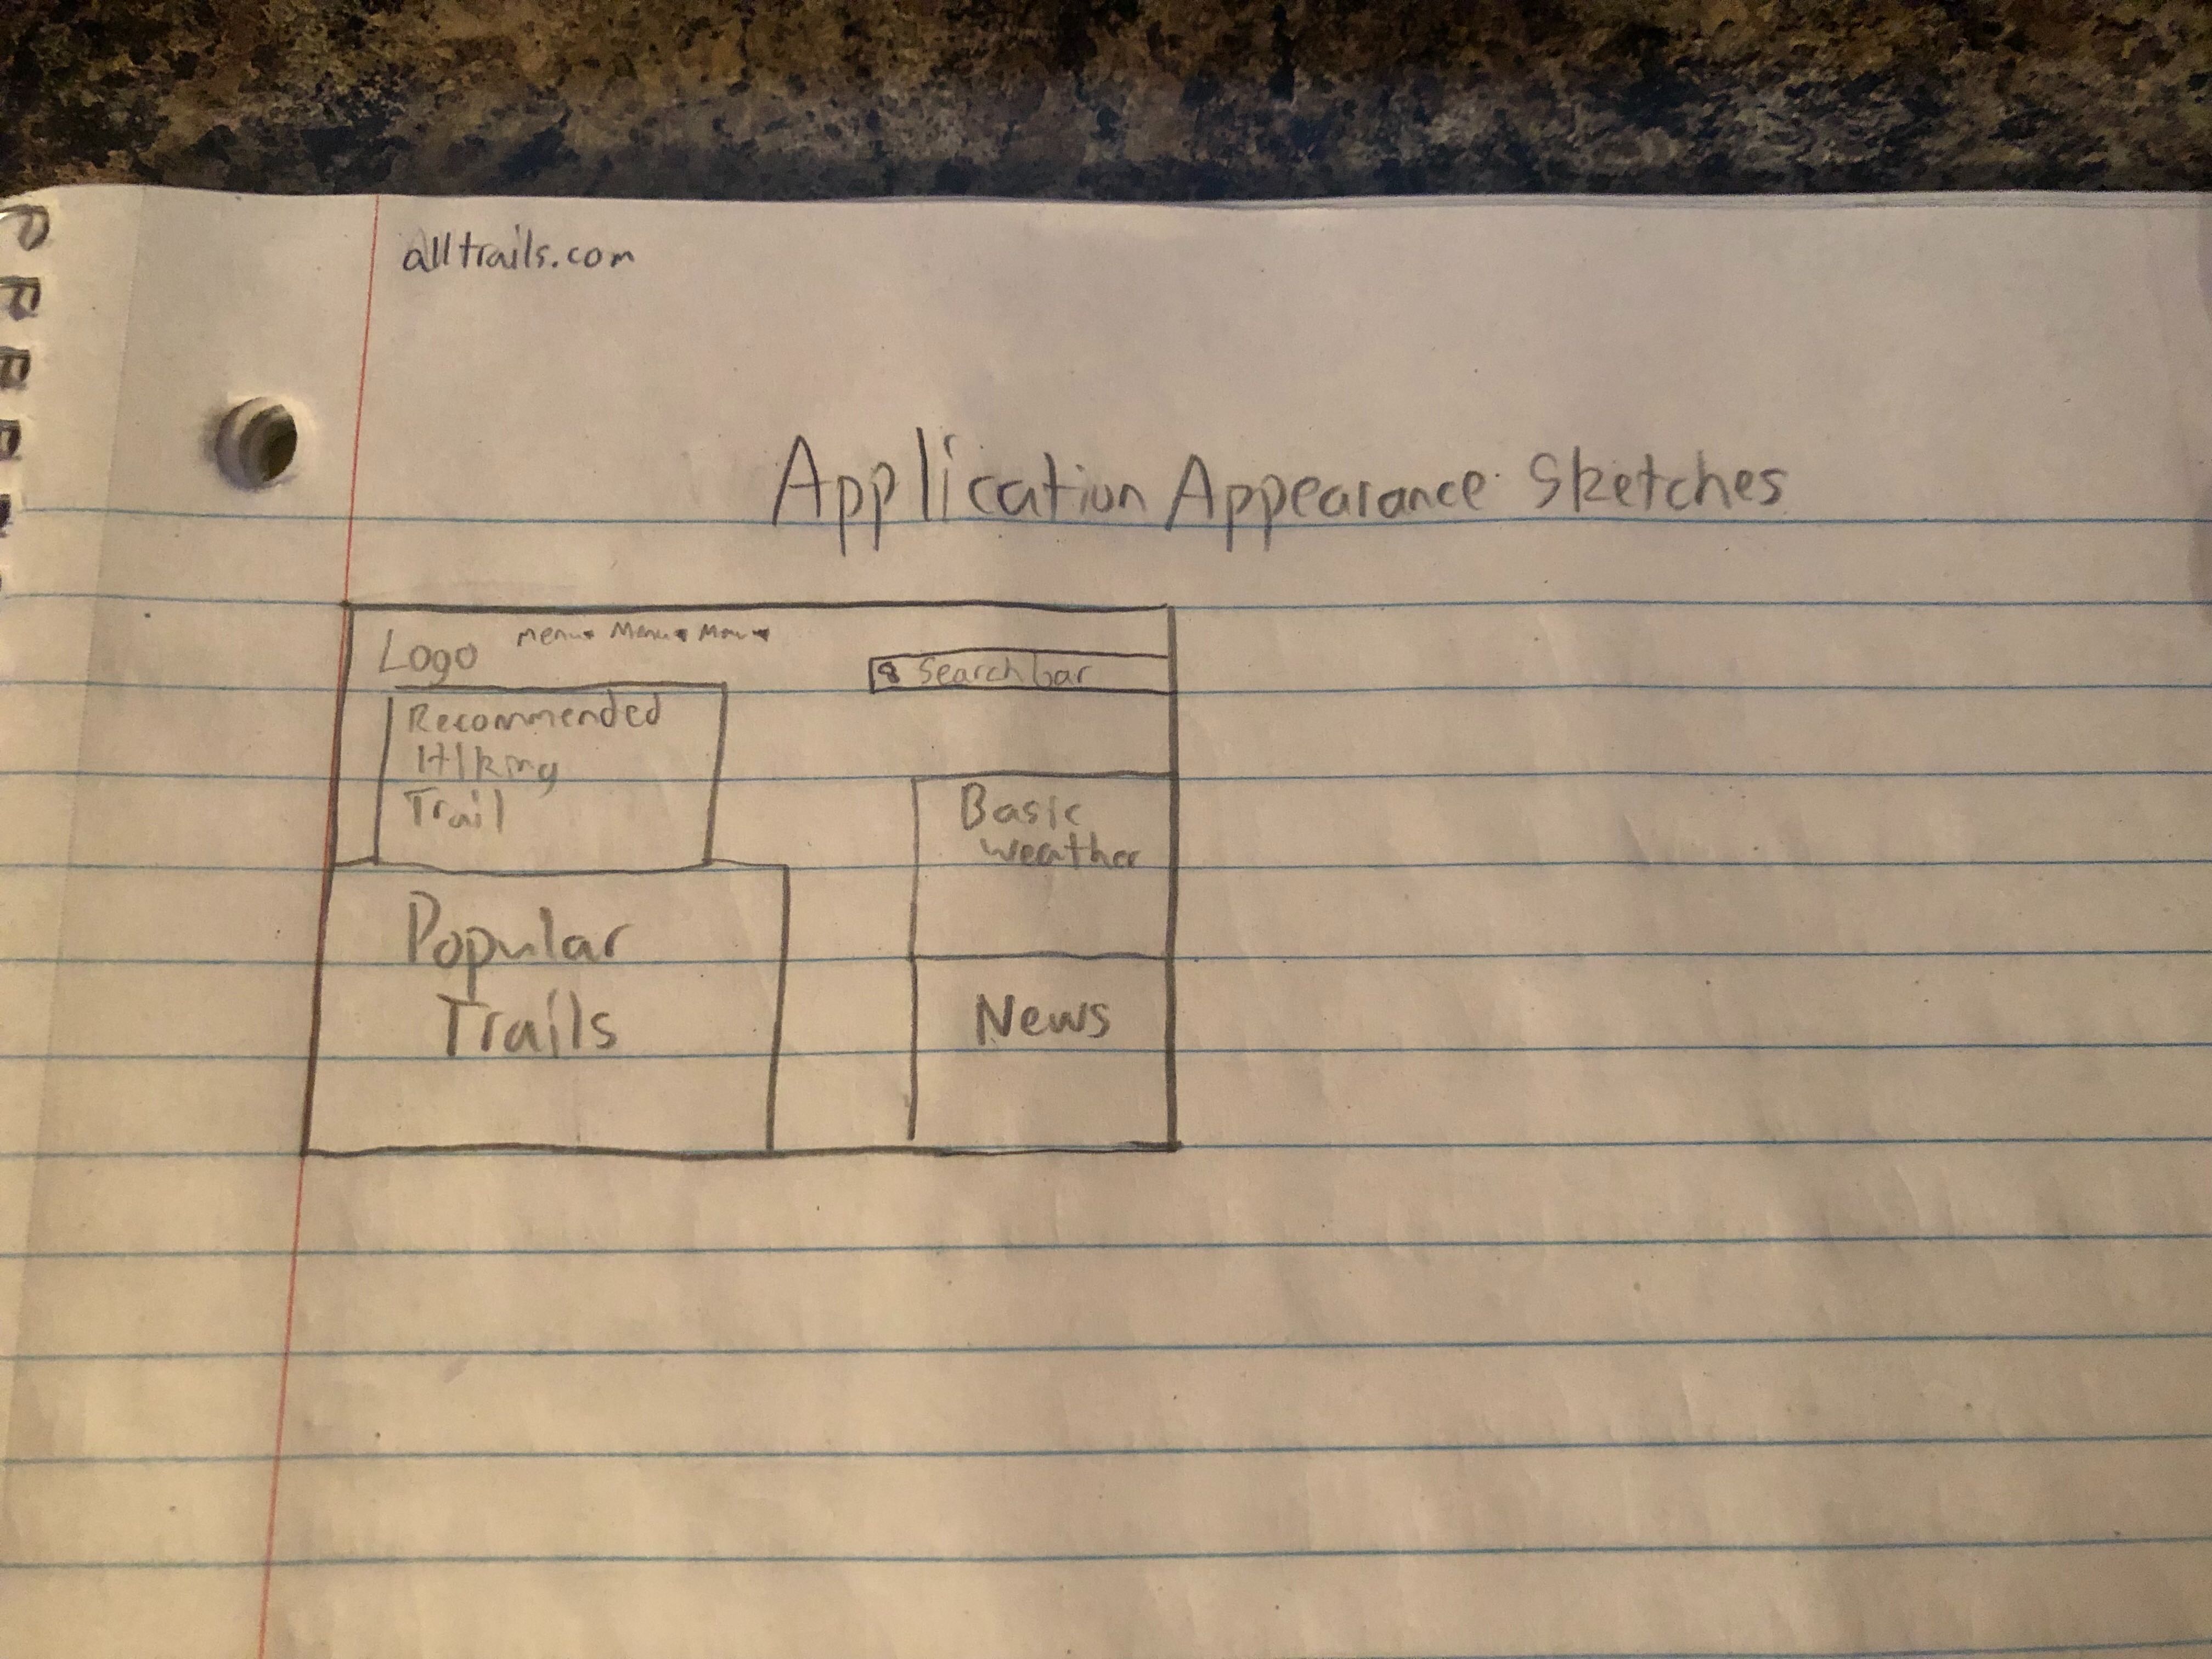 alltrails.com
Application Appearance Sketches
Logo
Menu Menu Menu
Search bar
Recommended
Hiking
Trail
Basic
weather
Popular
Trails
News